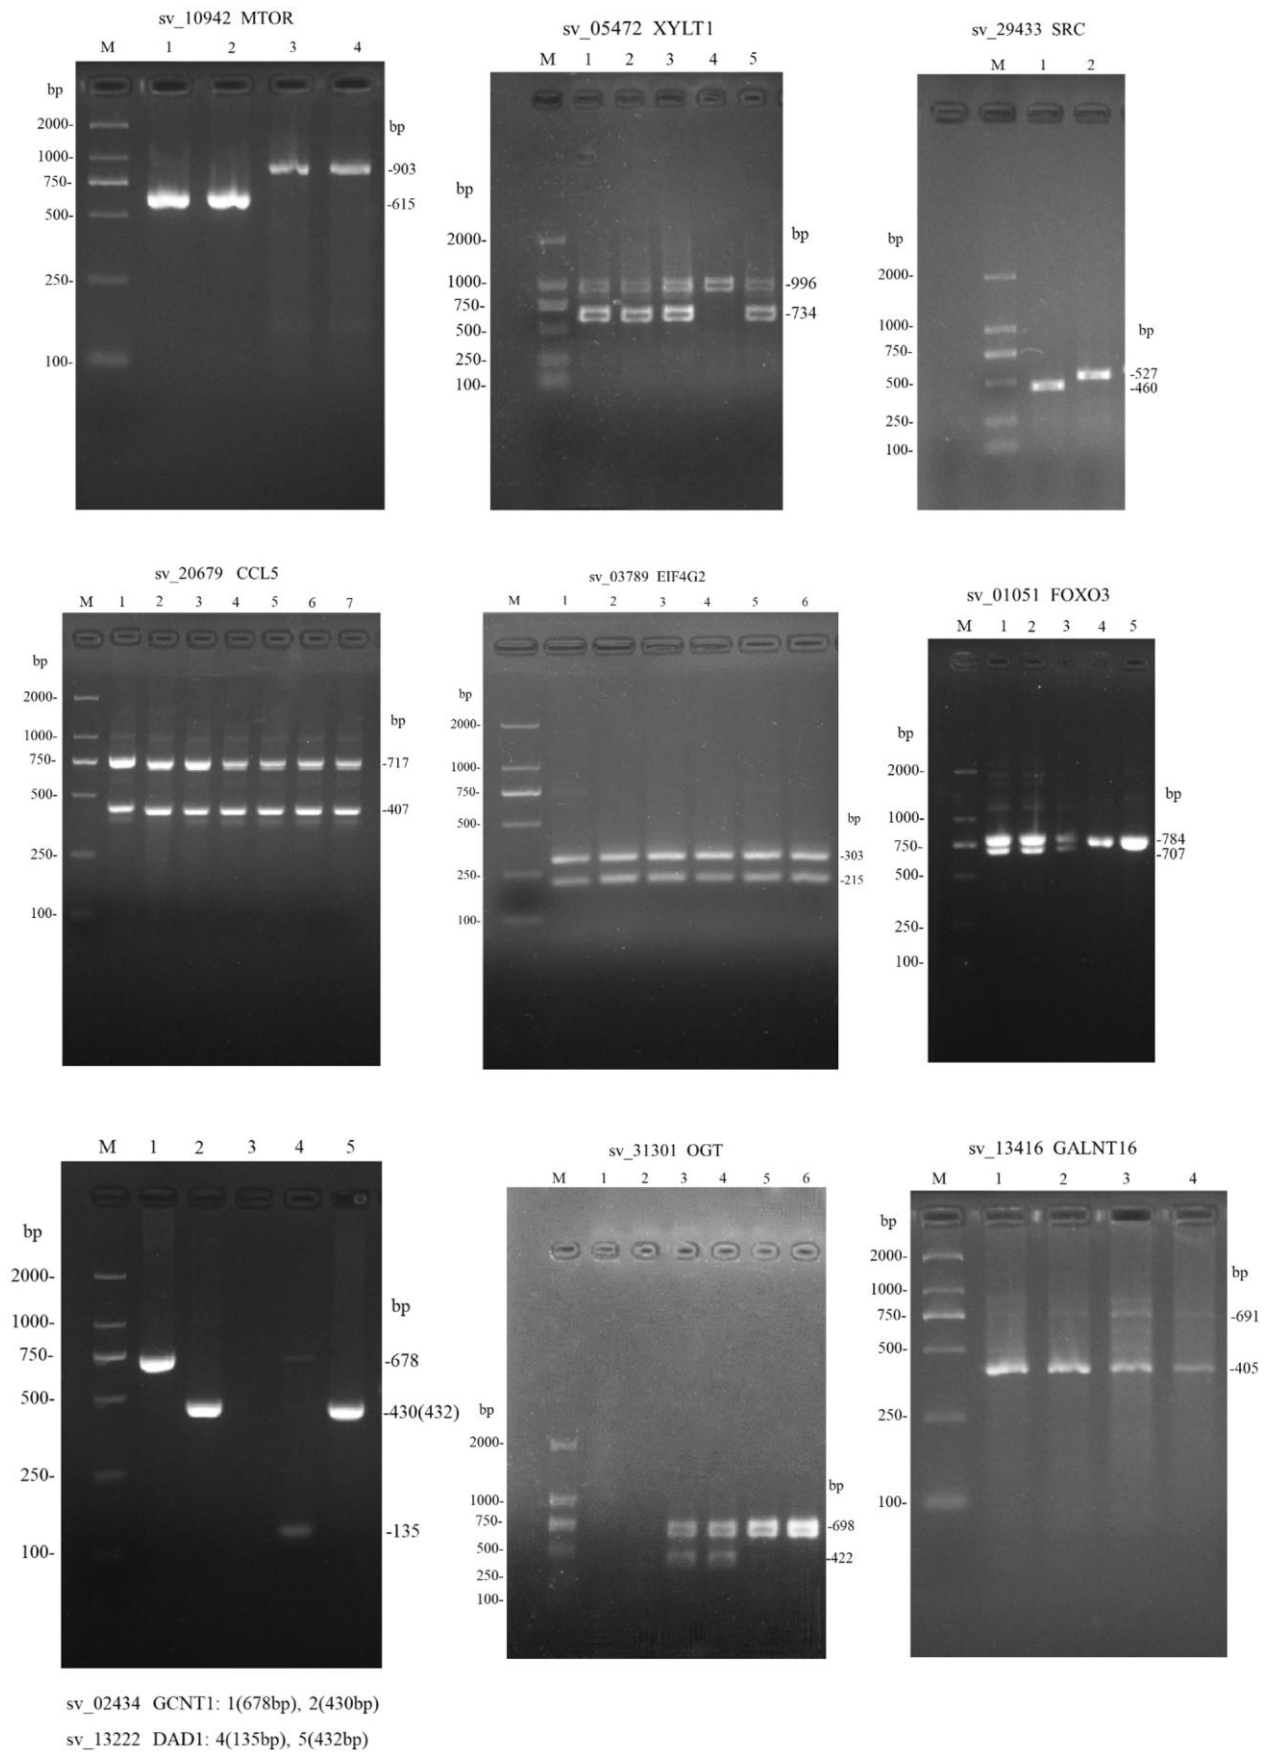 sv_10942 MTOR
M 1 2 3 4
bp
2000-
1000-
750-
500-
250-
100-
bp
-903
-615
sv_05472 XYLT1
M 1 2 3 4 5
bp
2000-
1000-
750-
500-
250-
100-
bp
-996
-734
sv_29433 SRC
M 1 2
bp
2000-
1000-
750-
500-
250-
100-
bp
-527
-460
sv_20679 CCL5
M 1 2 3 4 5 6 7
bp
2000-
1000-
750-
500-
250-
100-
bp
-717
-407
sv_03789 EIF4G2
M 1 2 3 4 5 6
bp
2000-
1000-
750-
500-
250-
100-
bp
-303
-215
sv_01051 FOXO3
M 1 2 3 4 5
bp
2000-
1000-
750-
500-
250-
100-
bp
-784
-707
M 1 2 3 4 5
bp
2000-
1000-
750-
500-
250-
100-
bp
-678
-430(432)
-135
sv_02434 GCNT1: 1(678bp), 2(430bp)
sv_13222 DAD1: 4(135bp), 5(432bp)
sv_31301 OGT
M 1 2 3 4 5 6
bp
2000-
1000-
750-
500-
250-
100-
bp
-698
-422
sv_13416 GALNT16
M 1 2 3 4
bp
2000-
1000-
750-
500-
250-
100-
bp
-691
-405